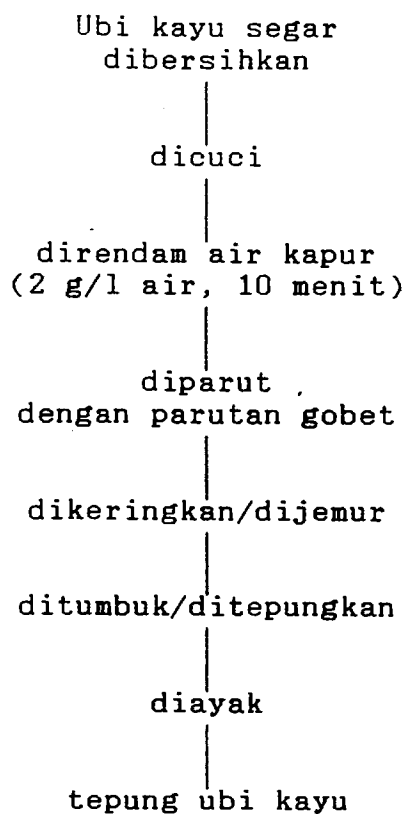 Ubi kayu segar
dibersihkan
dicuci
direndam air kapur
(2 g/l air, 10 menit)
diparut
dengan parutan gobet
dikeringkan/dijemur
ditumbuk/ditepungkan
diayak
tepung ubi kayu